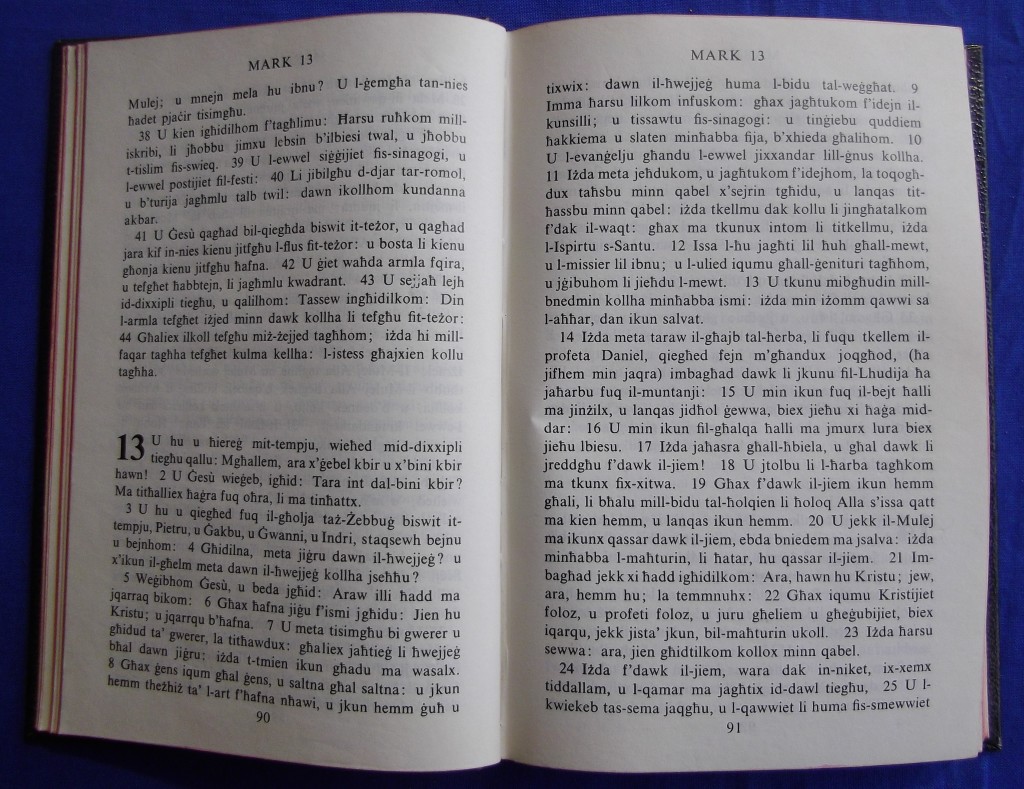 MARK 13
Mulej; u mnejn mela hu ibnu? U l-ġemgħa tan-nies
ħadet pjaċir tisimgħu.
38 U kien igħidilhom f'tagħlimu: Ħarsu ruħkom mill-
iskribi, li jħobbu jimxu lebsin b'ilbiesi twal, u jħobbu
t-tislim fis-swieq. 39 U l-ewwel siġġijiet fis-sinagogi, u
l-ewwel postijiet fil-festi: 40 Li jibilgħu d-djar tar-romol,
u b'turija jagħmlu talb twil: dawn ikollhom kundanna
akbar.
41 U Ġesù qagħad bil-qiegħda biswit it-teżor, u qagħad
jara kif in-nies kienu jitfgħu l-flus fit-teżor: u bosta li kienu
għonja kienu jitfgħu ħafna. 42 U ġiet waħda armla fqira,
u tefgħet ħabbtejn, li jagħmlu kwadrant. 43 U sejjaħ lejh
id-dixxipli tiegħu, u qalilhom: Tassew ingħidilkom: Din
l-armla tefgħet iżjed minn dawk kollha li tefgħu fit-teżor:
44 Għaliex ilkoll tefgħu miż-żejjed tagħhom; iżda hi mill-
faqar tagħha tefgħet kulma kellha: l-istess għajxien kollu
tagħha.
13 U hu u ħiereġ mit-tempju, wieħed mid-dixxipli
tiegħu qallu: Mgħallem, ara x'ġebel kbir u x'bini kbir
hawn! 2 U Ġesù wieġeb, igħid: Tara int dal-bini kbir?
Ma titħalliex ħaġra fuq oħra, li ma tinħattx.
3 U hu u qiegħed fuq il-għolja taż-Żebbuġ biswit it-
tempju, Pietru, u Ġakbu, u Ġwanni, u Indri, staqsewh bejnu
u bejnhom: 4 Għidilna, meta jiġru dawn il-ħwejjeġ? u
x'ikun il-għelm meta dawn il-ħwejjeġ kollha jseħħu?
5 Weġibhom Ġesù, u beda jgħid: Araw illi ħadd ma
jqarraq bikom: 6 Għax ħafna jiġu f'ismi jgħidu: Jien hu
Kristu; u jqarrqu b'ħafna. 7 U meta tisimgħu bi gwerer u
għidud ta' gwerer, la titħawdux: għaliex jaħtieġ li ħwejjeġ
bħal dawn jiġru; iżda t-tmien ikun għadu ma wasalx.
8 Għax ġens iqum għal ġens, u saltna għal saltna: u jkun
hemm theżhiż ta' l-art f'ħafna nħawi, u jkun hemm ġuħ u
90
MARK 13
tixwix: dawn il-ħwejjeġ huma l-bidu tal-weġgħat. 9
Imma ħarsu lilkom infuskom: għax jagħtukom f'idejn il-
kunsilli; u tissawtu fis-sinagogi: u tinġiebu quddiem
ħakkiema u slaten minħabba fija, b'xhieda għalihom. 10
U l-evanġelju għandu l-ewwel jixxandar lill-ġnus kollha.
11 Iżda meta jeħdukom, u jagħtukom f'idejhom, la toqogħ-
dux taħsbu minn qabel x'sejrin tgħidu, u lanqas tit-
ħassbu minn qabel: iżda tkellmu dak kollu li jingħatalkom
f'dak il-waqt: għax ma tkunux intom li titkellmu, iżda
l-Ispirtu s-Santu. 12 Issa l-ħu jagħti lil ħuh għall-mewt,
u l-missier lil ibnu; u l-ulied iqumu għall-ġenituri tagħhom,
u jġibuhom li jieħdu l-mewt. 13 U tkunu mibgħudin mill-
bnedmin kollha minħabba ismi: iżda min iżomm qawwi sa
l-aħħar, dan ikun salvat.
14 Iżda meta taraw il-għajb tal-ħerba, li fuqu tkellem il-
profeta Daniel, qiegħed fejn m'għandux joqgħod, (ħa
jifhem min jaqra) imbagħad dawk li jkunu fil-Lhudija ħa
jaħarbu fuq il-muntanji: 15 U min ikun fuq il-bejt ħalli
ma jinżilx, u lanqas jidħol ġewwa, biex jieħu xi ħaġa mid-
dar: 16 U min ikun fil-għalqa ħalli ma jmurx lura biex
jieħu lbiesu. 17 Iżda jaħasra għall-ħbiela, u għal dawk li
jreddgħu f'dawk il-jiem! 18 U jtolbu li l-ħarba tagħkom
ma tkunx fix-xitwa. 19 Għax f'dawk il-jiem ikun hemm
għali, li bħalu mill-bidu tal-ħolqien li ħoloq Alla s'issa qatt
ma kien hemm, u lanqas ikun hemm. 20 U jekk il-Mulej
ma ikunx qassar dawk il-jiem, ebda bniedem ma jsalva: iżda
minħabba l-maħturin, li ħatar, hu qassar il-jiem. 21 Im-
bagħad jekk xi ħadd igħidilkom: Ara, hawn hu Kristu; jew,
ara, hemm hu; la temmnuhx: 22 Għax iqumu Kristijiet
foloz, u profeti foloz, u juru għeliem u għeġubijiet, biex
iqarqu, jekk jista' jkun, bil-maħturin ukoll. 23 Iżda ħarsu
sewwa: ara, jien għidtilkom kollox minn qabel.
24 Iżda f'dawk il-jiem, wara dak in-niket, ix-xemx
tiddallam, u l-qamar ma jagħtix id-dawl tiegħu, 25 U l-
kwiekeb tas-sema jaqgħu, u l-qawwiet li huma fis-smewwiet
91